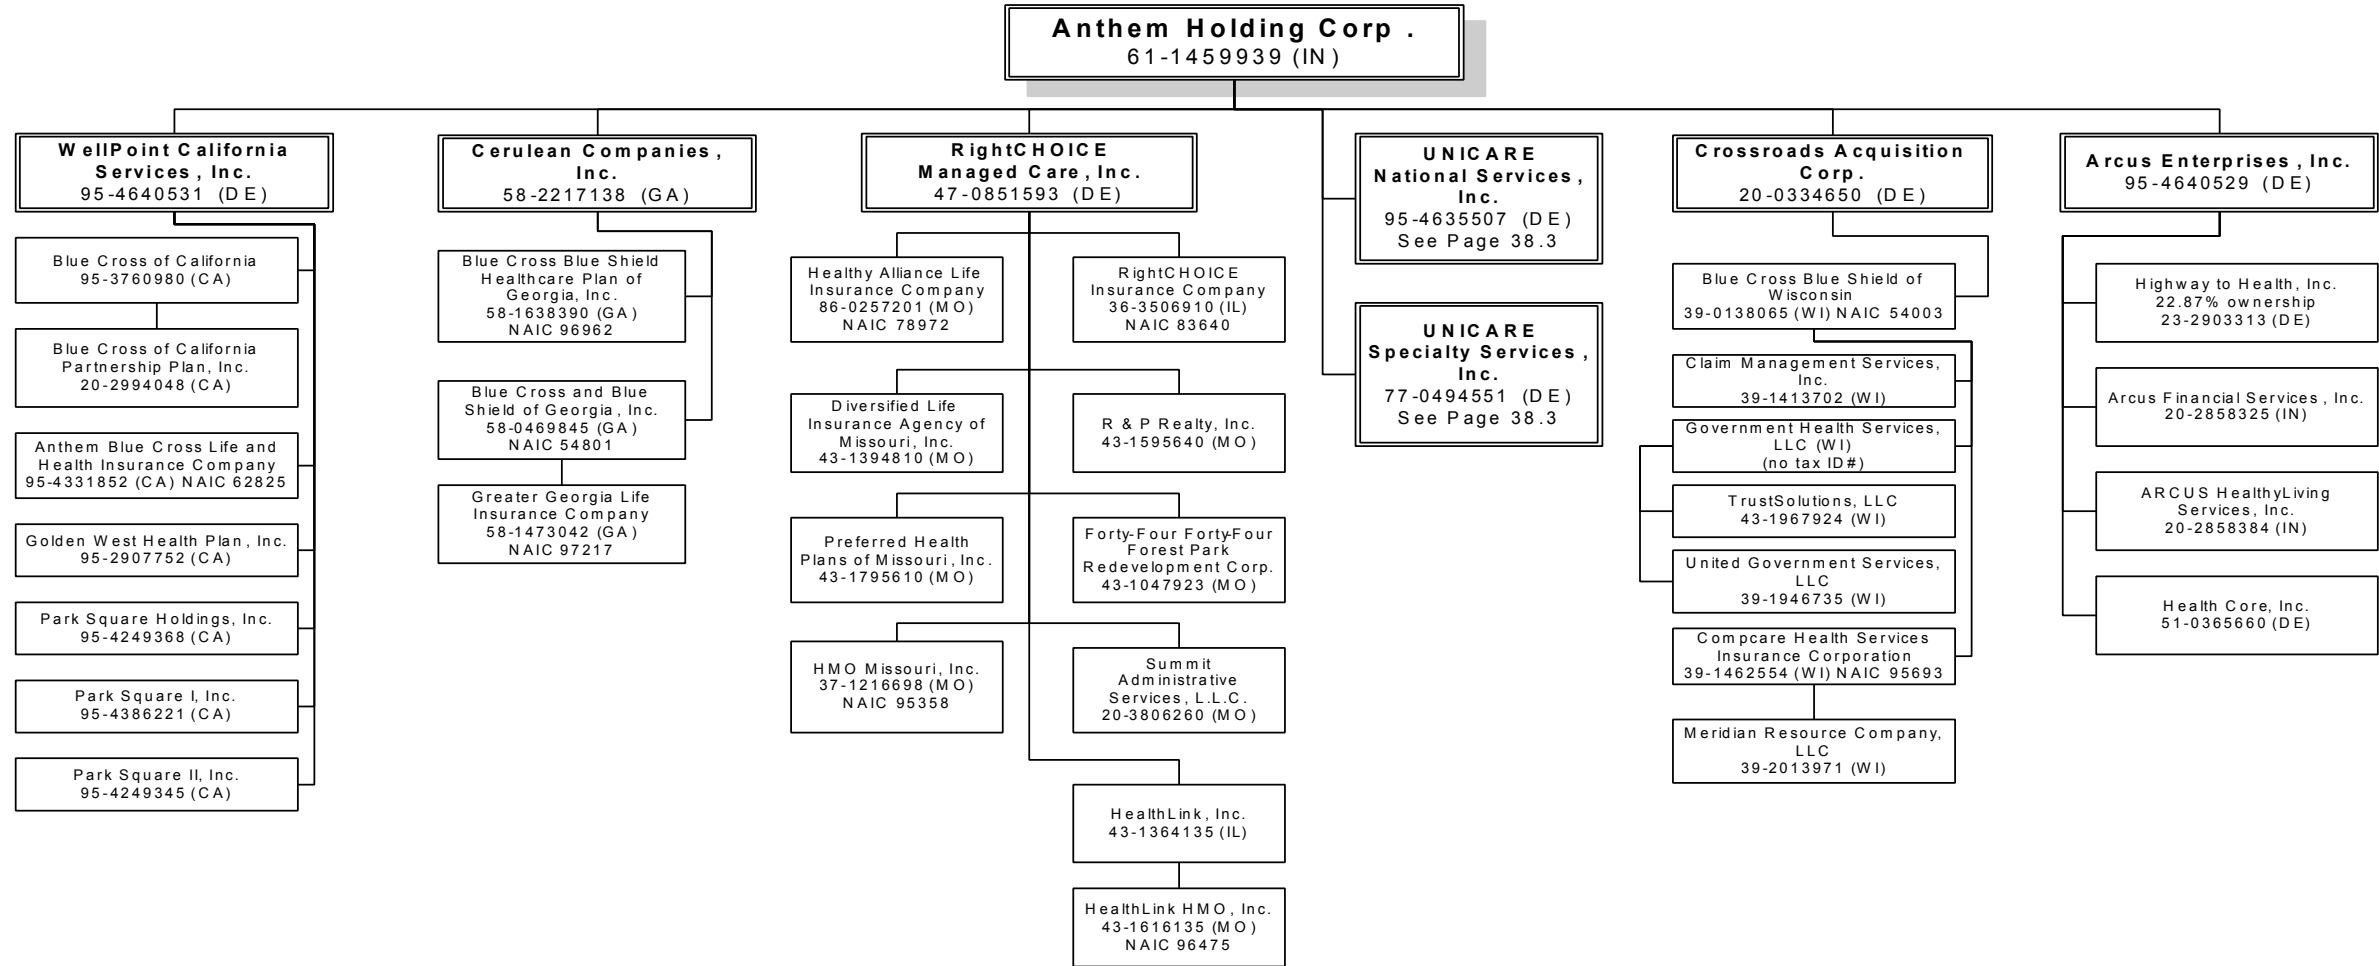 Anthem Holding Corp .
61-1459939 (IN)
WellPoint California
Services, Inc.
95-4640531 (DE)
Blue Cross of California
95-3760980 (CA)
Blue Cross of California
Partnership Plan, Inc.
20-2994048 (CA)
Anthem Blue Cross Life and
Health Insurance Company
95-4331852 (CA) NAIC 62825
Golden West Health Plan, Inc.
95-2907752 (CA)
Park Square Holdings, Inc.
95-4249368 (CA)
Park Square I, Inc.
95-4386221 (CA)
Park Square II, Inc.
95-4249345 (CA)
Cerulean Companies,
Inc.
58-2217138 (GA)
Blue Cross Blue Shield
Healthcare Plan of
Georgia, Inc.
58-1638390 (GA)
NAIC 96962
Blue Cross and Blue
Shield of Georgia, Inc.
58-0469845 (GA)
NAIC 54801
Greater Georgia Life
Insurance Company
58-1473042 (GA)
NAIC 97217
RightCHOICE
Managed Care, Inc.
47-0851593 (DE)
Healthy Alliance Life
Insurance Company
86-0257201 (MO)
NAIC 78972
RightCHOICE
Insurance Company
36-3506910 (IL)
NAIC 83640
Diversified Life
Insurance Agency of
Missouri, Inc.
43-1394810 (MO)
R & P Realty, Inc.
43-1595640 (MO)
Preferred Health
Plans of Missouri, Inc.
43-1795610 (MO)
Forty-Four Forty-Four
Forest Park
Redevelopment Corp.
43-1047923 (MO)
HMO Missouri, Inc.
37-1216698 (MO)
NAIC 95358
Summit
Administrative
Services, L.L.C.
20-3806260 (MO)
HealthLink, Inc.
43-1364135 (IL)
HealthLink HMO, Inc.
43-1616135 (MO)
NAIC 96475
UNICARE
National Services,
Inc.
95-4635507 (DE)
See Page 38.3
UNICARE
Specialty Services,
Inc.
77-0494551 (DE)
See Page 38.3
Crossroads Acquisition
Corp.
20-0334650 (DE)
Blue Cross Blue Shield of
Wisconsin
39-0138065 (WI) NAIC 54003
Claim Management Services,
Inc.
39-1413702 (WI)
Government Health Services,
LLC (WI)
(no tax ID#)
TrustSolutions, LLC
43-1967924 (WI)
United Government Services,
LLC
39-1946735 (WI)
Compcare Health Services
Insurance Corporation
39-1462554 (WI) NAIC 95693
Meridian Resource Company,
LLC
39-2013971 (WI)
Arcus Enterprises, Inc.
95-4640529 (DE)
Highway to Health, Inc.
22.87% ownership
23-2903313 (DE)
Arcus Financial Services, Inc.
20-2858325 (IN)
ARCUS HealthyLiving
Services, Inc.
20-2858384 (IN)
Health Core, Inc.
51-0365660 (DE)